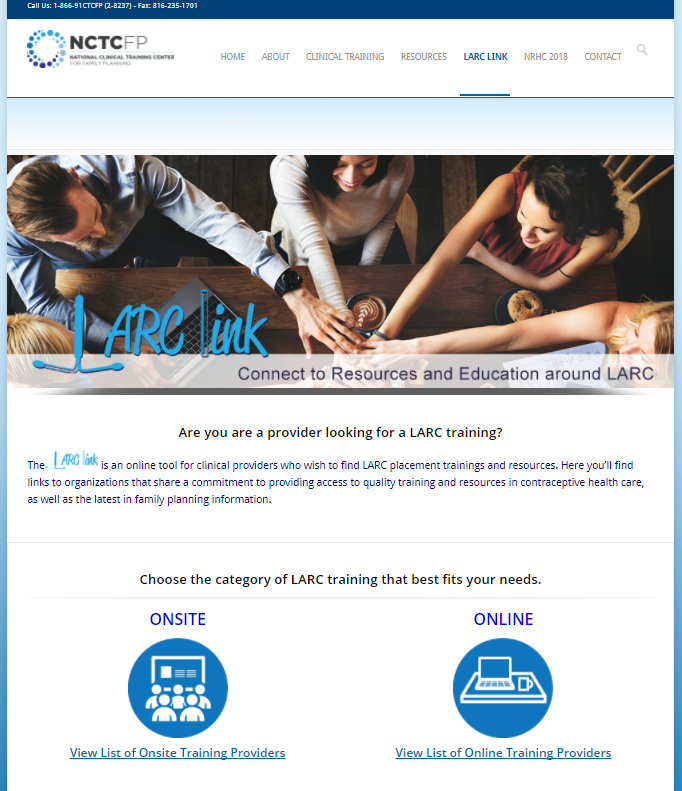 Call Us: 1-866-91CTCFP (2-8237) - Fax: 816-235-1701
NCTCFP
NATIONAL CLINICAL TRAINING CENTER
FOR FAMILY PLANNING
HOME ABOUT CLINICAL TRAINING RESOURCES LARC LINK NRHC 2018 CONTACT
LARC link
Connect to Resources and Education around LARC
Are you are a provider looking for a LARC training?
The LARC link is an online tool for clinical providers who wish to find LARC placement trainings and resources. Here you’ll find
links to organizations that share a commitment to providing access to quality training and resources in contraceptive health care,
as well as the latest in family planning information.
Choose the category of LARC training that best fits your needs.
ONSITE ONLINE
View List of Onsite Training Providers View List of Online Training Providers